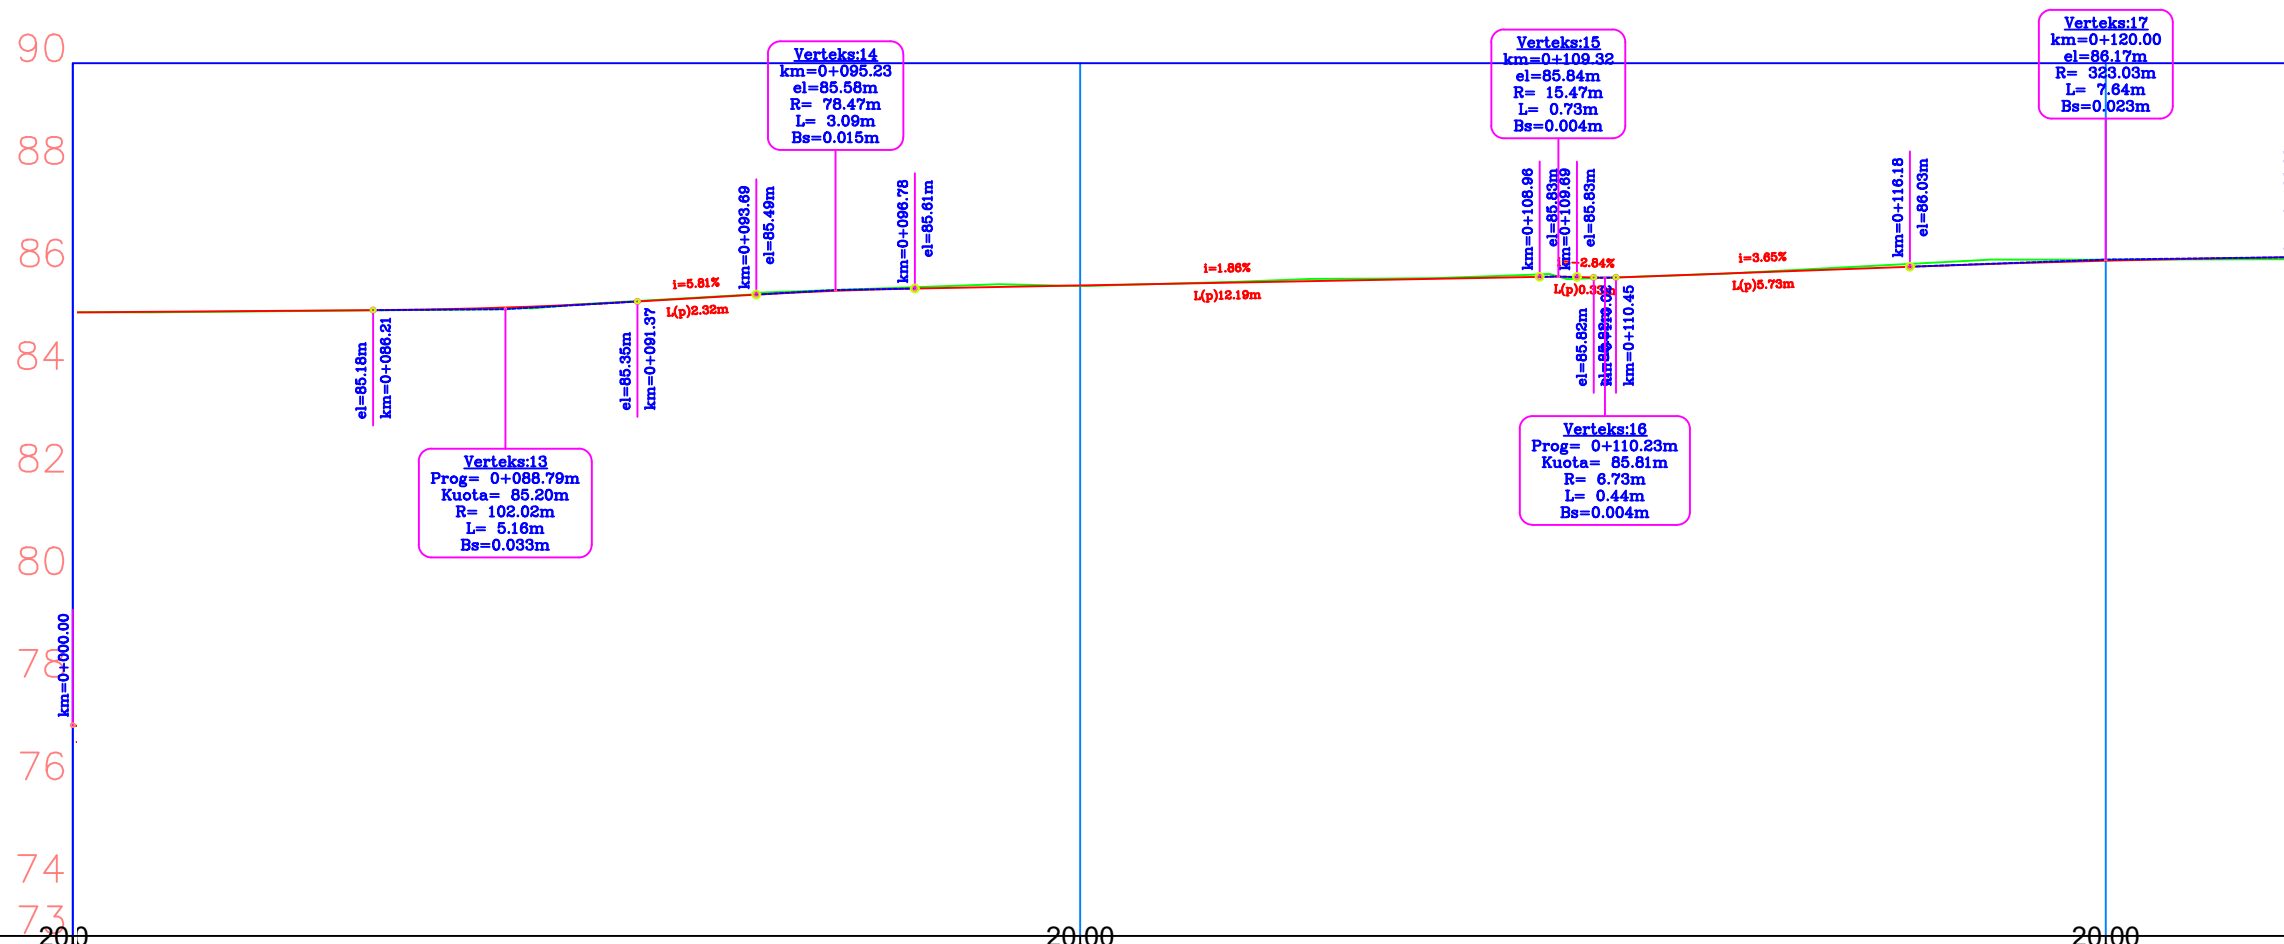 90
88
86
84
82
80
78
76
74
73
km=0+000.00
el=85.18m
km=0+086.21
Verteks:13
Prog= 0+088.79m
Kuota= 85.20m
R= 102.02m
L= 5.16m
Bs=0.033m
el=85.35m
km=0+091.37
i=5.81%
L(p)2.32m
km=0+093.69
el=85.49m
Verteks:14
km=0+095.23
el=85.58m
R= 78.47m
L= 3.09m
Bs=0.015m
km=0+096.78
el=85.61m
i=1.86%
L(p)12.19m
km=0+108.96
el=85.83m
Verteks:15
km=0+109.32
el=85.84m
R= 15.47m
L= 0.73m
Bs=0.004m
km=0+109.69
el=85.83m
-2.84%
el=85.82m
km=0+110.45
Verteks:16
Prog= 0+110.23m
Kuota= 85.81m
R= 6.73m
L= 0.44m
Bs=0.004m
i=3.65%
L(p)5.73m
km=0+116.18
el=86.03m
Verteks:17
km=0+120.00
el=86.17m
R= 323.03m
L= 7.64m
Bs=0.023m
20.00
20.00